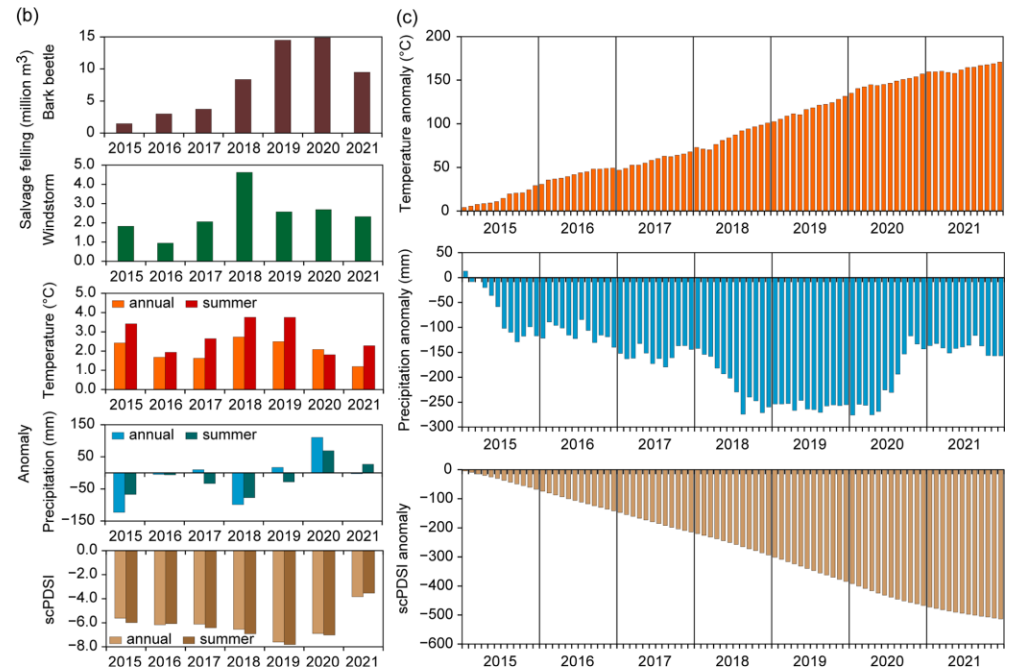 (b)
Salvage felling (million m³)
Bark beetle
15
10
5
0
2015 2016 2017 2018 2019 2020 2021
Windstorm
5.0
4.0
3.0
2.0
1.0
0.0
2015 2016 2017 2018 2019 2020 2021
Anomaly
Temperature (°C)
5.0
4.0
3.0
2.0
1.0
0.0
annual summer
2015 2016 2017 2018 2019 2020 2021
Precipitation (mm)
150
50
−50
−150
annual summer
2015 2016 2017 2018 2019 2020 2021
scPDSI
0.0
−2.0
−4.0
−6.0
−8.0
annual summer
2015 2016 2017 2018 2019 2020 2021
(c)
Temperature anomaly (°C)
200
150
100
50
0
2015 2016 2017 2018 2019 2020 2021
Precipitation anomaly (mm)
50
0
−50
−100
−150
−200
−250
−300
2015 2016 2017 2018 2019 2020 2021
scPDSI anomaly
0
−100
−200
−300
−400
−500
−600
2015 2016 2017 2018 2019 2020 2021